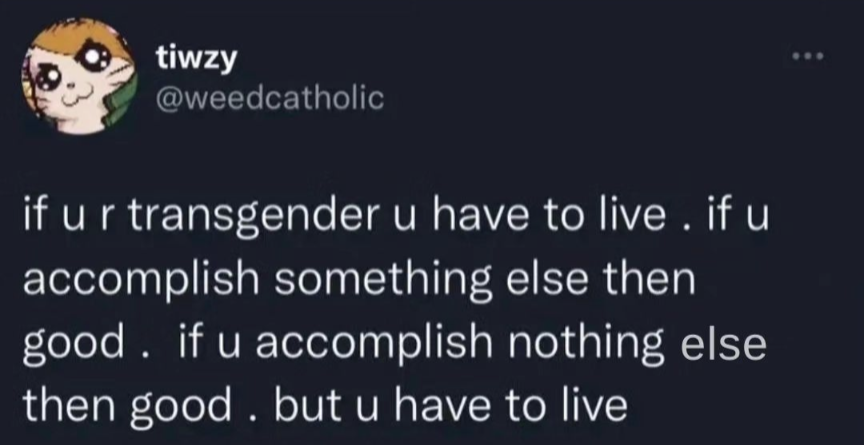 tiwzy
@weedcatholic
if u r transgender u have to live . if u
accomplish something else then
good .  if u accomplish nothing else
then good . but u have to live